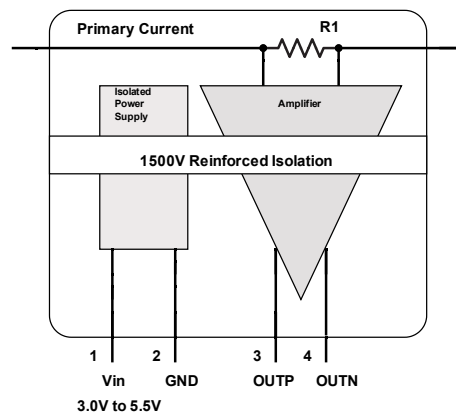 Primary Current
R1
Isolated
Power
Supply
Amplifier
1500V Reinforced Isolation
1 2 3 4
Vin GND OUTP OUTN
3.0V to 5.5V